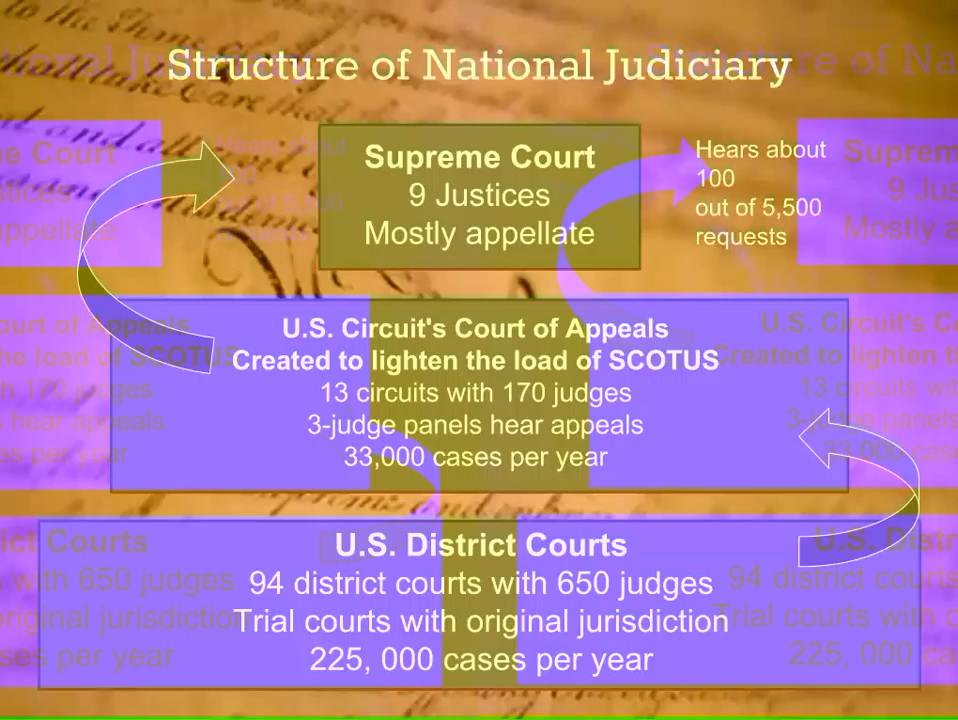 Structure of National Judiciary
Supreme Court
9 Justices
Mostly appellate
Hears about
100
out of 5,500
requests
U.S. Circuit's Court of Appeals
Created to lighten the load of SCOTUS
13 circuits with 170 judges
3-judge panels hear appeals
33,000 cases per year
U.S. District Courts
94 district courts with 650 judges
Trial courts with original jurisdiction
225, 000 cases per year